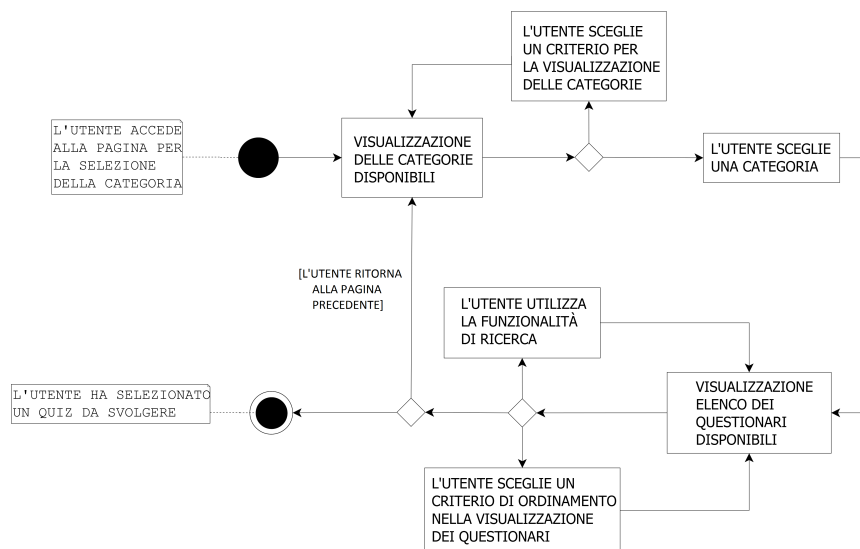 L'UTENTE SCEGLIE
UN CRITERIO PER
LA VISUALIZZAZIONE
DELLE CATEGORIE
L'UTENTE ACCEDE
ALLA PAGINA PER
LA SELEZIONE
DELLA CATEGORIA
VISUALIZZAZIONE
DELLE CATEGORIE
DISPONIBILI
L'UTENTE SCEGLIE
UNA CATEGORIA
[L'UTENTE RITORNA
ALLA PAGINA
PRECEDENTE]
L'UTENTE UTILIZZA
LA FUNZIONALITÀ
DI RICERCA
L'UTENTE HA SELEZIONATO
UN QUIZ DA SVOLGERE
VISUALIZZAZIONE
ELENCO DEI
QUESTIONARI
DISPONIBILI
L'UTENTE SCEGLIE UN
CRITERIO DI ORDINAMENTO
NELLA VISUALIZZAZIONE
DEI QUESTIONARI